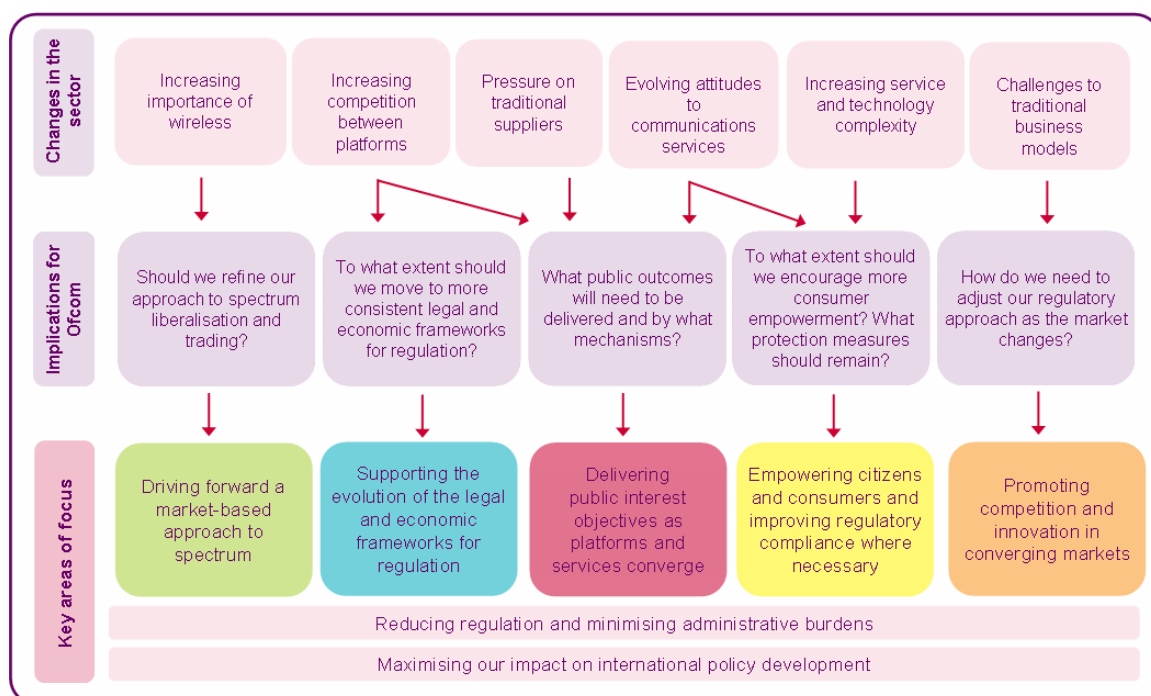 Changes in the
sector
Increasing
importance of
wireless
Increasing
competition
between
platforms
Pressure on
traditional
suppliers
Evolving attitudes
to
communications
services
Increasing service
and technology
complexity
Challenges to
traditional
business
models
Implications for
Ofcom
Should we refine our
approach to spectrum
liberalisation and
trading?
To what extent should
we move to more
consistent legal and
economic frameworks
for regulation?
What public outcomes
will need to be
delivered and by what
mechanisms?
To what extent should
we encourage more
consumer
empowerment? What
protection measures
should remain?
How do we need to
adjust our regulatory
approach as the market
changes?
Key areas of focus
Driving forward a
market-based
approach to
spectrum
Supporting the
evolution of the legal
and economic
frameworks for
regulation
Delivering
public interest
objectives as
platforms and
services converge
Empowering citizens
and consumers and
improving regulatory
compliance where
necessary
Promoting
competition and
innovation in
converging markets
Reducing regulation and minimising administrative burdens
Maximising our impact on international policy development